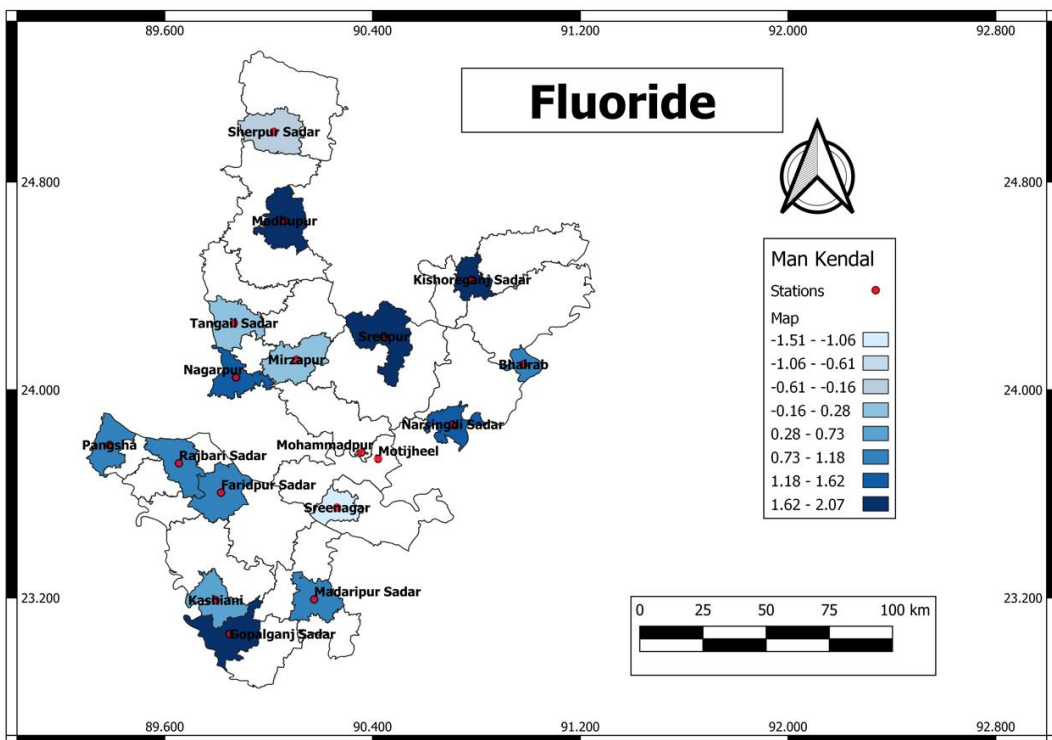 89.600 90.400 91.200 92.000 92.800
Fluoride
Sherpur Sadar
24.800 24.800
Madhupur
Man Kendal
Kishoreganj Sadar
Stations
Map
Tangail Sadar
-1.51 - -1.06
Sreepur
-1.06 - -0.61
Mirzapur
Bhairab
Nagarpur
-0.61 - -0.16
24.000 24.000
-0.16 - 0.28
Narsingdi Sadar
0.28 - 0.73
Pangsha
Mohammadpur
Motijheel
Rajbari Sadar
0.73 - 1.18
Faridpur Sadar
1.18 - 1.62
Sreenagar
1.62 - 2.07
Madaripur Sadar
Kashiani
23.200 23.200
0 25 50 75 100 km
Gopalganj Sadar
89.600 90.400 91.200 92.000 92.800